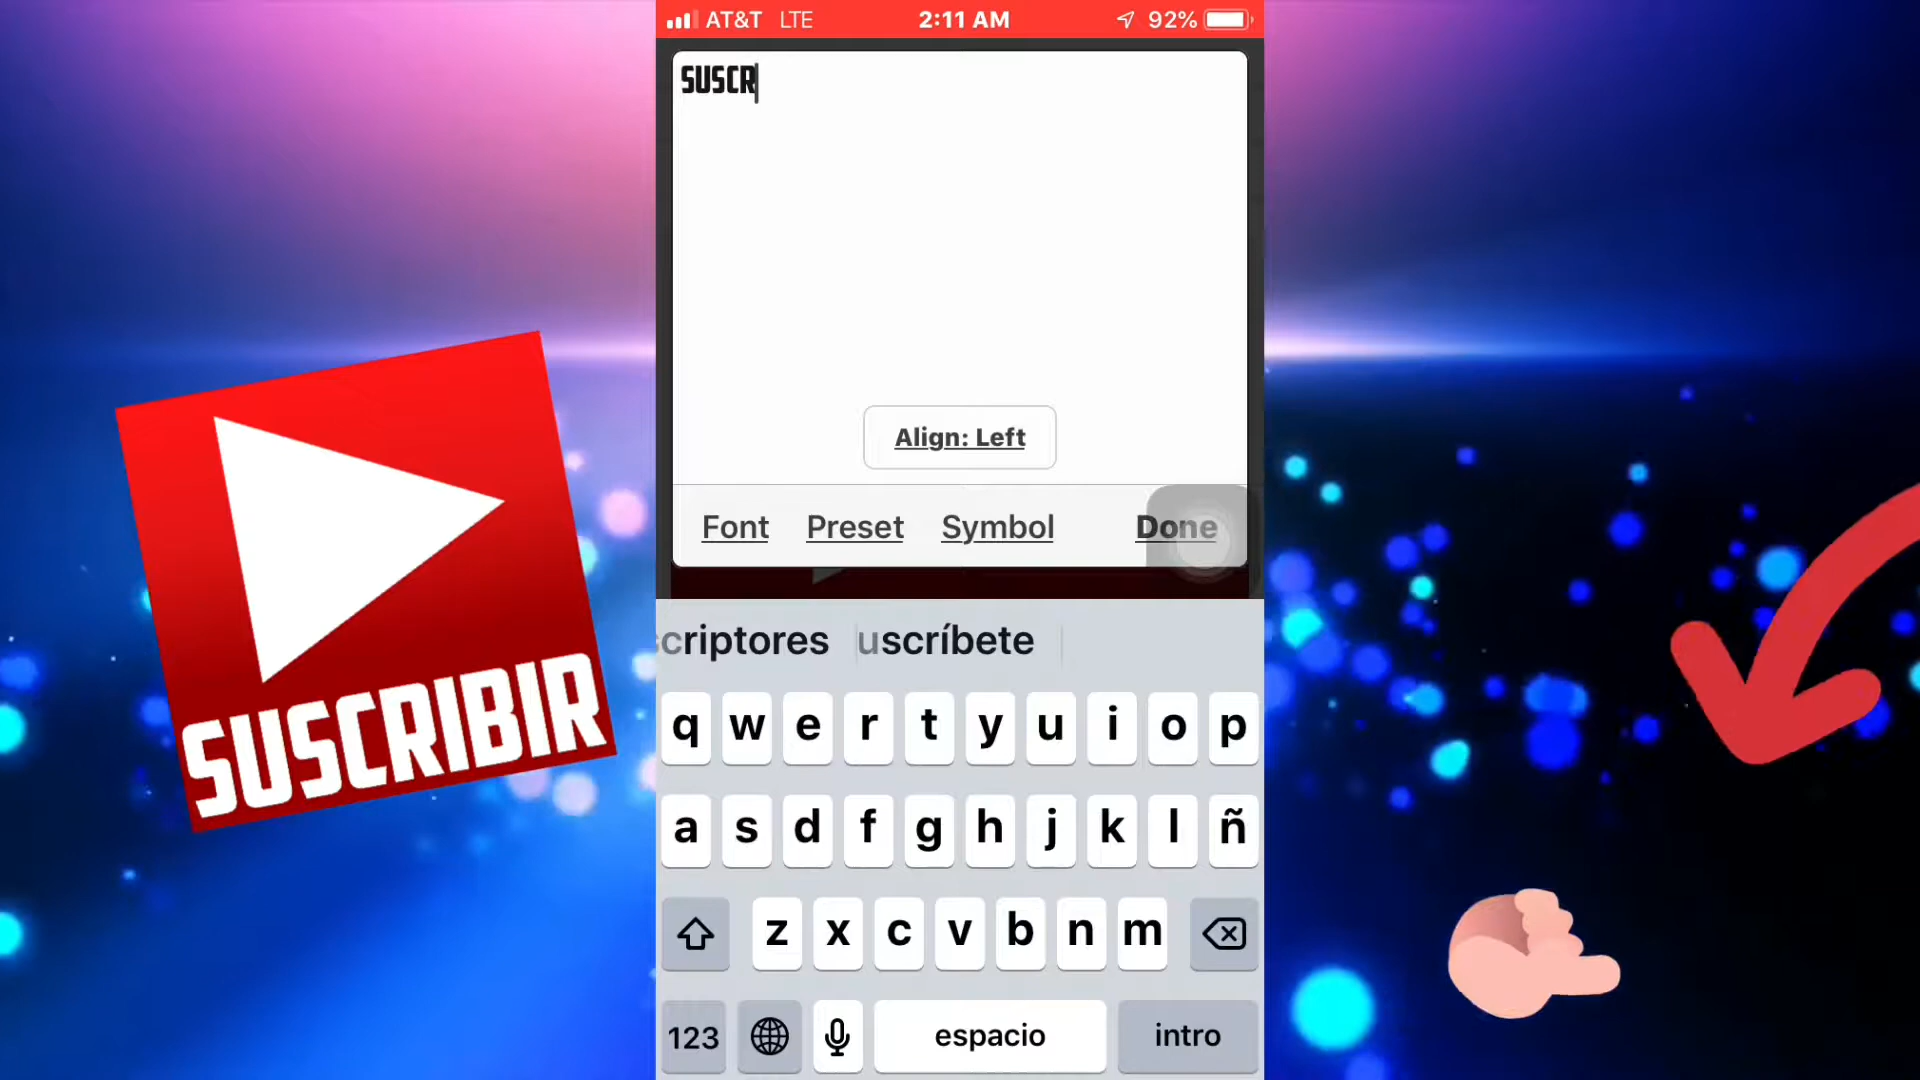 AT&T LTE 2:11 AM 92%
SUSCR
Align: Left
Font Preset Symbol Done
criptores uscríbete
SUSCRIBIR
q w e r t y u i o p
a s d f g h j k l ñ
z x c v b n m
123 espacio intro